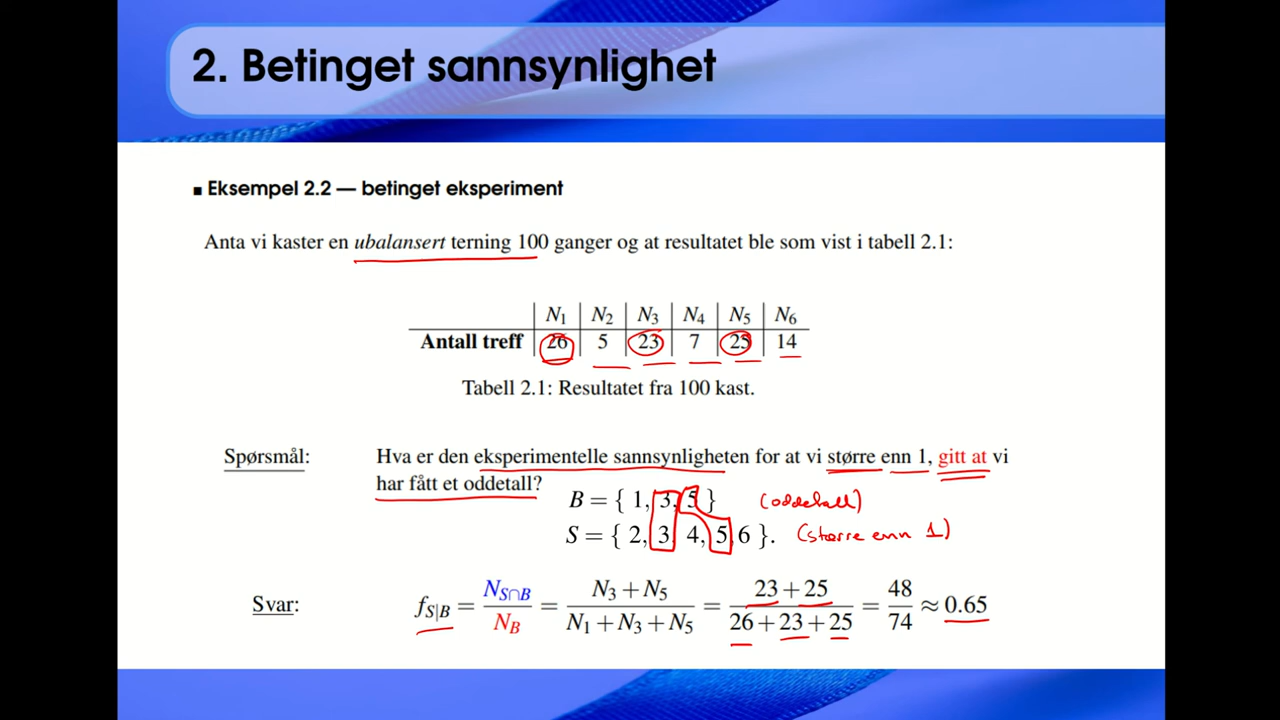 2. Betinget sannsynlighet
■ Eksempel 2.2 — betinget eksperiment
Anta vi kaster en ubalansert terning 100 ganger og at resultatet ble som vist i tabell 2.1:
N₁ N₂ N₃ N₄ N₅ N₆
Antall treff 26 5 23 7 25 14
Tabell 2.1: Resultatet fra 100 kast.
Spørsmål: Hva er den eksperimentelle sannsynligheten for at vi større enn 1, gitt at vi
har fått et oddetall?
B = { 1, 3, 5 } (oddetall)
S = { 2, 3, 4, 5, 6 }. (større enn 1)
Svar: f_{S|B} = N_{S∩B} / N_B = (N₃ + N₅) / (N₁ + N₃ + N₅) = (23 + 25) / (26 + 23 + 25) = 48 / 74 ≈ 0.65